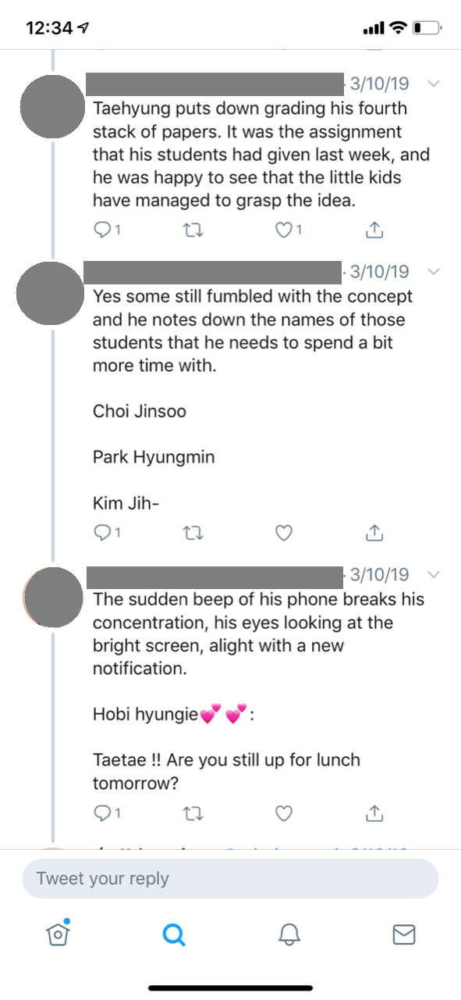 12:34
3/10/19
Taehyung puts down grading his fourth
stack of papers. It was the assignment
that his students had given last week, and
he was happy to see that the little kids
have managed to grasp the idea.
1
1
· 3/10/19
Yes some still fumbled with the concept
and he notes down the names of those
students that he needs to spend a bit
more time with.
Choi Jinsoo
Park Hyungmin
Kim Jih-
1
3/10/19
The sudden beep of his phone breaks his
concentration, his eyes looking at the
bright screen, alight with a new
notification.
Hobi hyungie💕 💕 :
Taetae !! Are you still up for lunch
tomorrow?
1
Tweet your reply